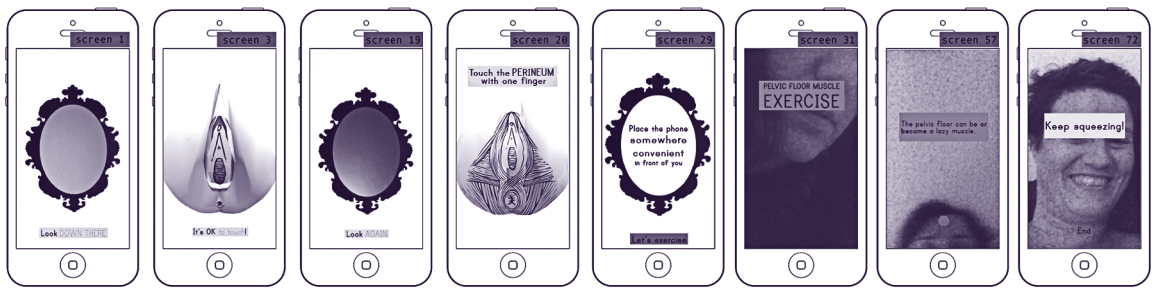 screen 1
Look DOWN THERE
screen 3
It's OK to touch!
screen 19
Look AGAIN
screen 20
Touch the PERINEUM
with one finger
screen 29
Place the phone
somewhere
convenient
in front of you
Let's exercise
screen 31
PELVIC FLOOR MUSCLE
EXERCISE
screen 57
The pelvic floor can be or
become a lazy muscle.
screen 72
Keep squeezing!
End